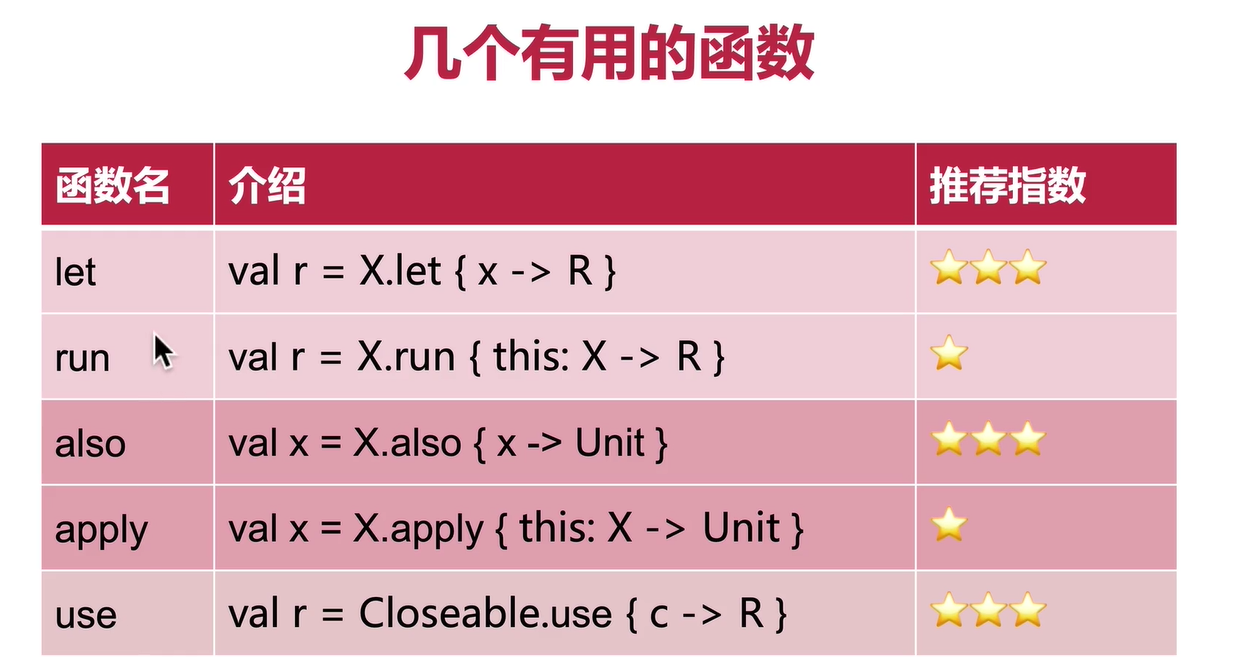 几个有用的函数
函数名 介绍 推荐指数
let val r = X.let { x -> R } ⭐⭐⭐
run val r = X.run { this: X -> R } ⭐
also val x = X.also { x -> Unit } ⭐⭐⭐
apply val x = X.apply { this: X -> Unit } ⭐
use val r = Closeable.use { c -> R } ⭐⭐⭐